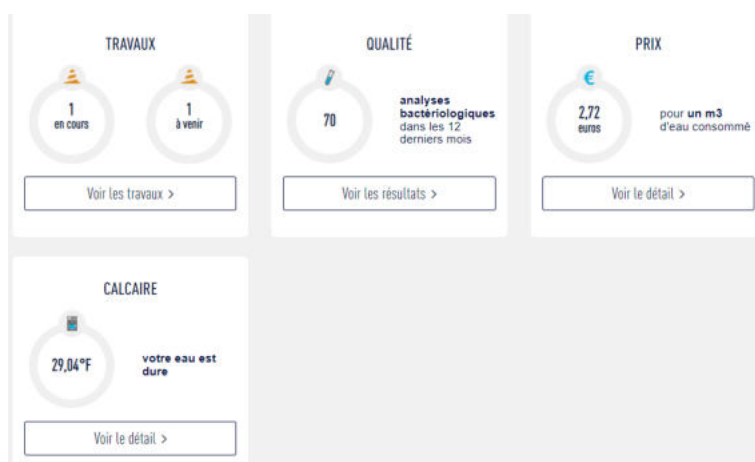 TRAVAUX
1
en cours
1
à venir
Voir les travaux >
QUALITÉ
70
analyses
bactériologiques
dans les 12
derniers mois
Voir les résultats >
PRIX
€
2,72
euros
pour un m3
d'eau consommé
Voir le détail >
CALCAIRE
29,04°F
votre eau est
dure
Voir le détail >